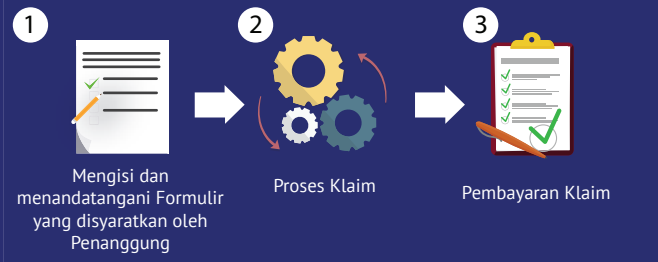 1
Mengisi dan
menandatangani Formulir
yang disyaratkan oleh
Penanggung
2
Proses Klaim
3
Pembayaran Klaim